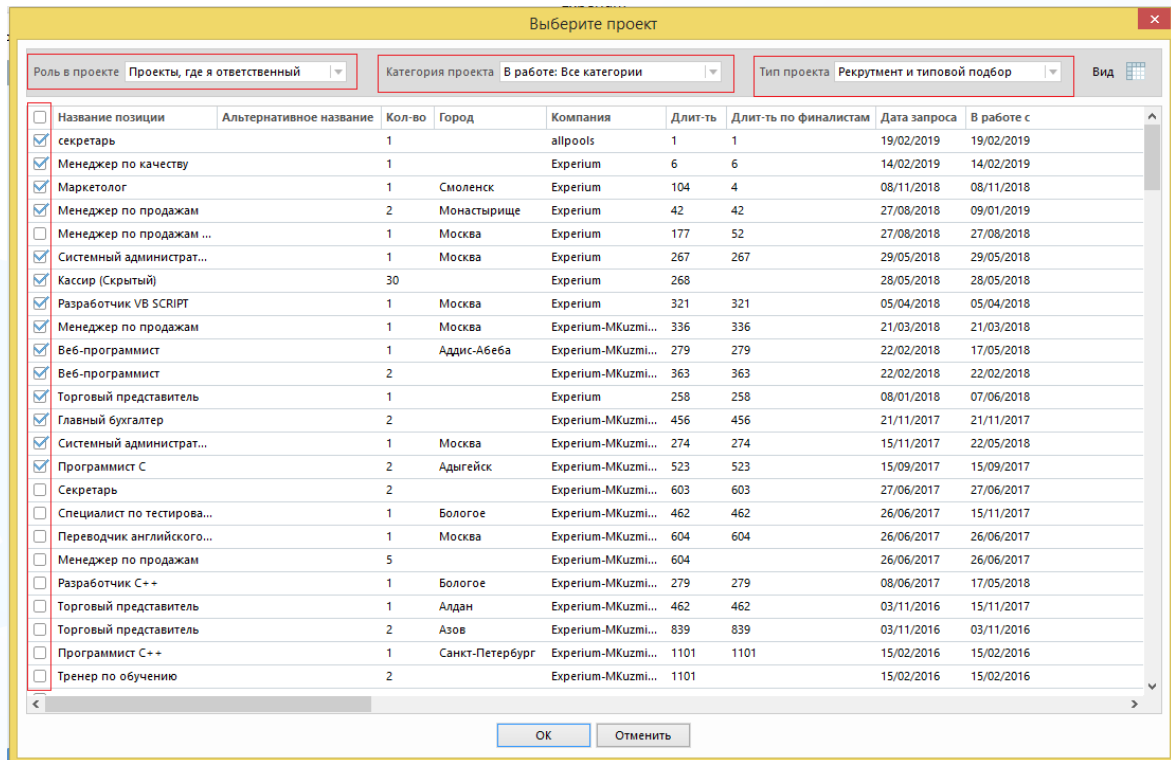 Выберите проект
Роль в проекте Проекты, где я ответственный Категория проекта В работе: Все категории Тип проекта Рекрутмент и типовой подбор Вид
Название позиции Альтернативное название Кол-во Город Компания Длит-ть Длит-ть по финалистам Дата запроса В работе с
секретарь 1 allpools 1 1 19/02/2019 19/02/2019
Менеджер по качеству 1 Experium 6 6 14/02/2019 14/02/2019
Маркетолог 1 Смоленск Experium 104 4 08/11/2018 08/11/2018
Менеджер по продажам 2 Монастырище Experium 42 42 27/08/2018 09/01/2019
Менеджер по продажам ... 1 Москва Experium 177 52 27/08/2018 27/08/2018
Системный администрат... 1 Москва Experium 267 267 29/05/2018 29/05/2018
Кассир (Скрытый) 30 Experium 268 28/05/2018 28/05/2018
Разработчик VB SCRIPT 1 Москва Experium 321 321 05/04/2018 05/04/2018
Менеджер по продажам 1 Москва Experium-MKuzmi... 336 336 21/03/2018 21/03/2018
Веб-программист 1 Аддис-Абеба Experium-MKuzmi... 279 279 22/02/2018 17/05/2018
Веб-программист 2 Experium-MKuzmi... 363 363 22/02/2018 22/02/2018
Торговый представитель 1 Experium 258 258 08/01/2018 07/06/2018
Главный бухгалтер 2 Experium-MKuzmi... 456 456 21/11/2017 21/11/2017
Системный администрат... 1 Москва Experium-MKuzmi... 274 274 15/11/2017 22/05/2018
Программист С 2 Адыгейск Experium-MKuzmi... 523 523 15/09/2017 15/09/2017
Секретарь 2 Experium-MKuzmi... 603 603 27/06/2017 27/06/2017
Специалист по тестирова... 1 Бологое Experium-MKuzmi... 462 462 26/06/2017 15/11/2017
Переводчик английского... 1 Москва Experium-MKuzmi... 604 604 26/06/2017 26/06/2017
Менеджер по продажам 5 Experium-MKuzmi... 604 26/06/2017 26/06/2017
Разработчик С++ 1 Бологое Experium-MKuzmi... 279 279 08/06/2017 17/05/2018
Торговый представитель 1 Алдан Experium-MKuzmi... 462 462 03/11/2016 15/11/2017
Торговый представитель 2 Азов Experium-MKuzmi... 839 839 03/11/2016 03/11/2016
Программист С++ 1 Санкт-Петербург Experium-MKuzmi... 1101 1101 15/02/2016 15/02/2016
Тренер по обучению 2 Experium-MKuzmi... 1101 15/02/2016 15/02/2016
ОК Отменить